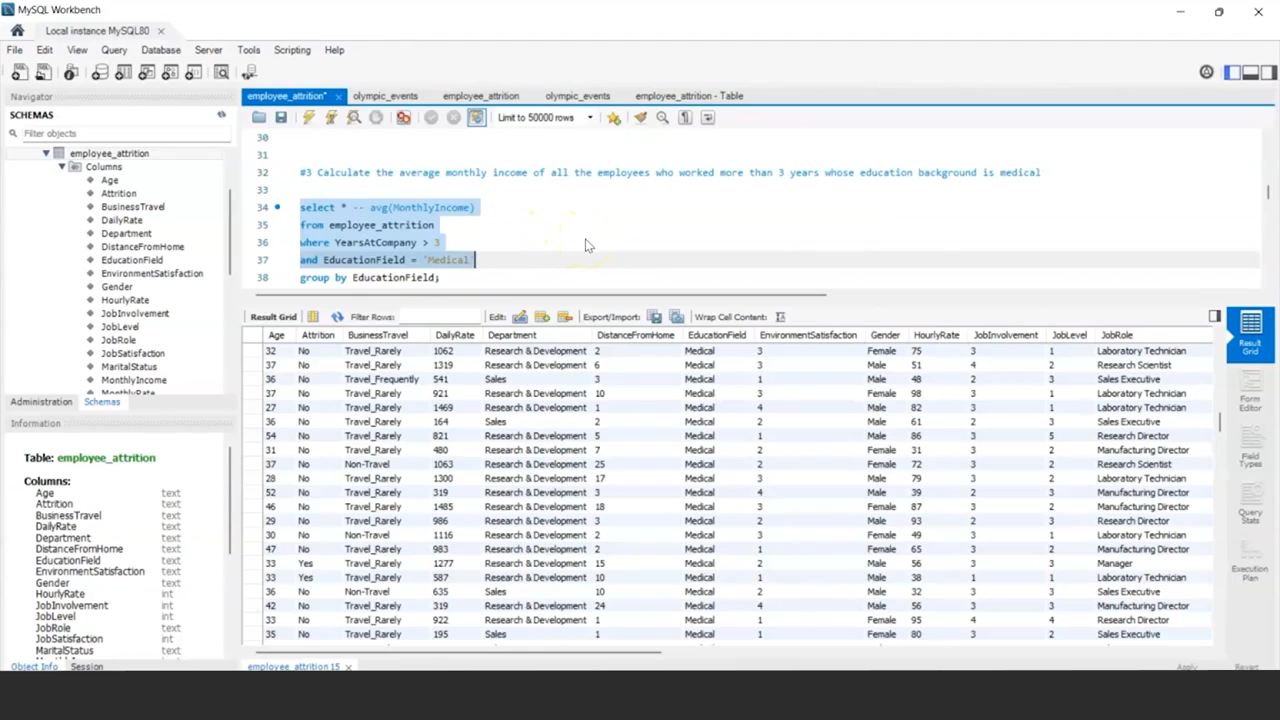 MySQL Workbench
Local instance MySQL80
File Edit View Query Database Server Tools Scripting Help
Navigator
SCHEMAS
Filter objects
employee_attrition
Columns
Age
Attrition
BusinessTravel
DailyRate
Department
DistanceFromHome
EducationField
EnvironmentSatisfaction
Gender
HourlyRate
JobInvolvement
JobLevel
JobRole
JobSatisfaction
MaritalStatus
MonthlyIncome
MonthlyRate
Administration Schemas
Information
Table: employee_attrition
Columns:
Age text
Attrition text
BusinessTravel text
DailyRate text
Department text
DistanceFromHome text
EducationField text
EnvironmentSatisfaction text
Gender text
HourlyRate int
JobInvolvement text
JobLevel int
JobRole text
JobSatisfaction int
MaritalStatus text
Object Info Session
employee_attrition* olympic_events employee_attrition olympic_events employee_attrition - Table
Limit to 50000 rows
30
31
32 #3 Calculate the average monthly income of all the employees who worked more than 3 years whose education background is medical
33
34 select * -- avg(MonthlyIncome)
35 from employee_attrition
36 where YearsAtCompany > 3
37 and EducationField = 'Medical'
38 group by EducationField;
Result Grid Filter Rows: Edit: Export/Import: Wrap Cell Content:
Age Attrition BusinessTravel DailyRate Department DistanceFromHome EducationField EnvironmentSatisfaction Gender HourlyRate JobInvolvement JobLevel JobRole
32 No Travel_Rarely 1062 Research & Development 2 Medical 3 Female 75 3 1 Laboratory Technician
37 No Travel_Rarely 1319 Research & Development 6 Medical 3 Male 51 4 2 Research Scientist
36 No Travel_Frequently 541 Sales 3 Medical 1 Male 48 2 3 Sales Executive
37 No Travel_Rarely 921 Research & Development 10 Medical 3 Female 98 3 1 Laboratory Technician
27 No Travel_Rarely 1469 Research & Development 1 Medical 4 Male 82 3 1 Laboratory Technician
36 No Travel_Rarely 164 Sales 2 Medical 2 Male 61 2 3 Sales Executive
54 No Travel_Rarely 821 Research & Development 5 Medical 1 Male 86 3 5 Research Director
31 No Travel_Rarely 480 Research & Development 7 Medical 2 Female 31 3 2 Manufacturing Director
37 No Non-Travel 1063 Research & Development 25 Medical 2 Female 72 3 2 Research Scientist
28 No Travel_Rarely 1300 Research & Development 17 Medical 3 Male 79 3 2 Laboratory Technician
52 No Travel_Rarely 319 Research & Development 3 Medical 4 Male 39 2 3 Manufacturing Director
46 No Travel_Rarely 1485 Research & Development 18 Medical 3 Female 87 3 2 Manufacturing Director
29 No Travel_Rarely 986 Research & Development 3 Medical 2 Male 93 2 3 Research Director
30 No Non-Travel 1116 Research & Development 2 Medical 3 Female 49 3 1 Laboratory Technician
47 No Travel_Rarely 983 Research & Development 2 Medical 1 Female 65 3 2 Manufacturing Director
33 Yes Travel_Rarely 1277 Research & Development 15 Medical 2 Male 56 3 3 Manager
33 Yes Travel_Rarely 587 Research & Development 10 Medical 1 Male 38 1 1 Laboratory Technician
36 No Non-Travel 635 Sales 10 Medical 2 Male 32 3 3 Sales Executive
42 No Travel_Rarely 319 Research & Development 24 Medical 4 Male 56 3 3 Manufacturing Director
33 No Travel_Rarely 922 Research & Development 1 Medical 1 Female 95 4 4 Research Director
35 No Travel_Rarely 195 Sales 1 Medical 1 Female 80 3 2 Sales Executive
Result
Grid
Form
Editor
Field
Types
Query
Stats
Execution
Plan
employee_attrition 15
Apply Revert